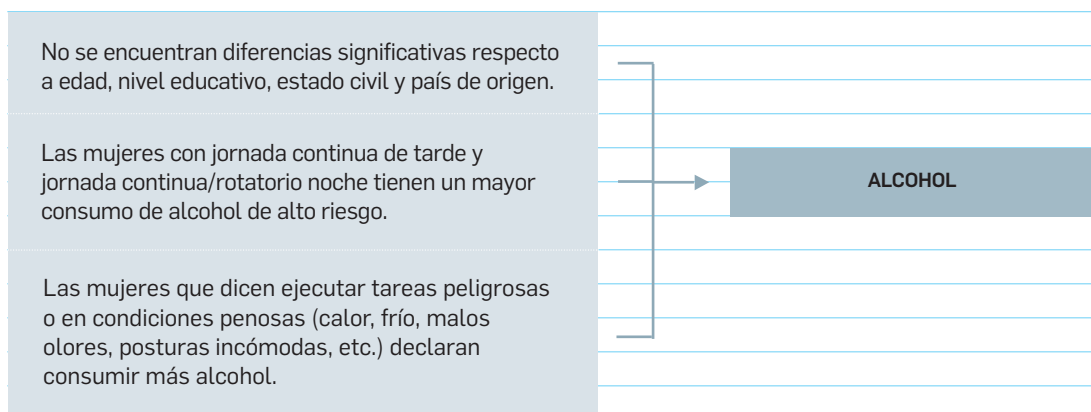 No se encuentran diferencias significativas respecto
a edad, nivel educativo, estado civil y país de origen.
Las mujeres con jornada continua de tarde y
jornada continua/rotatorio noche tienen un mayor
consumo de alcohol de alto riesgo.
Las mujeres que dicen ejecutar tareas peligrosas
o en condiciones penosas (calor, frío, malos
olores, posturas incómodas, etc.) declaran
consumir más alcohol.
ALCOHOL